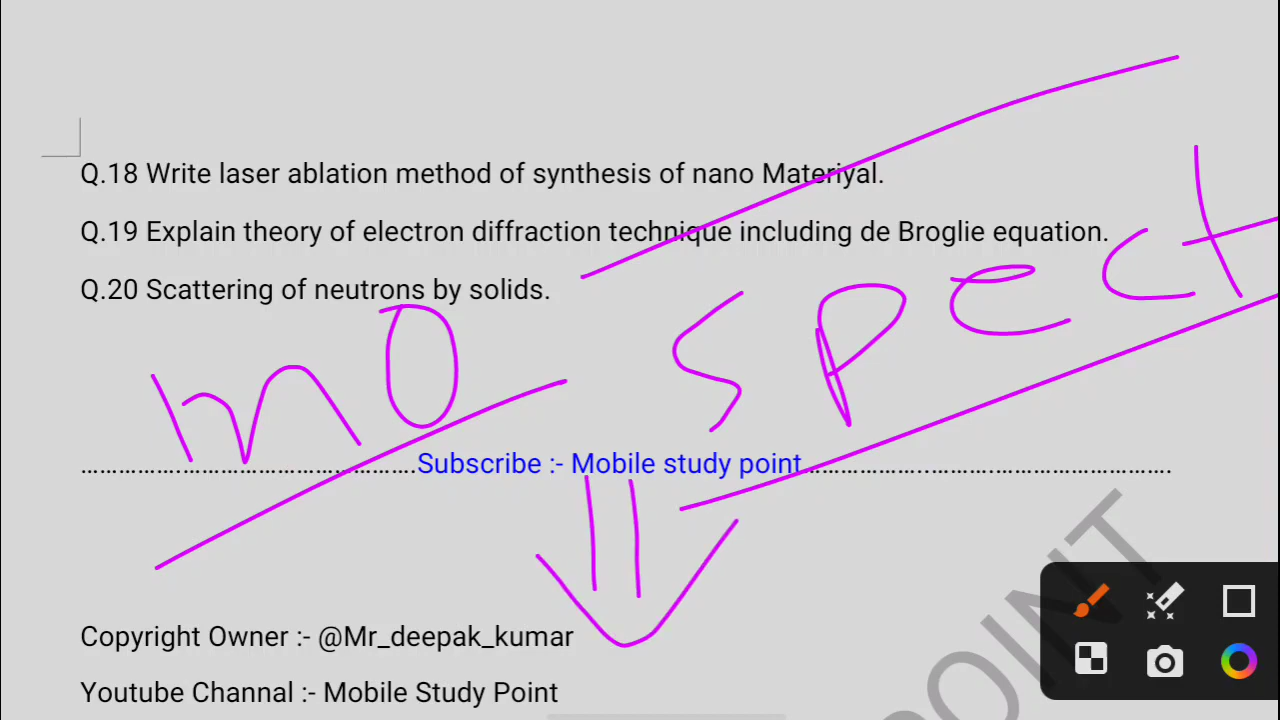 Q.18 Write laser ablation method of synthesis of nano Materiyal.
Q.19 Explain theory of electron diffraction technique including de Broglie equation.
Q.20 Scattering of neutrons by solids.
mo spect
……………..……………………….Subscribe :- Mobile study point………………..……….……………………….
Copyright Owner :- @Mr_deepak_kumar
Youtube Channal :- Mobile Study Point
POINT